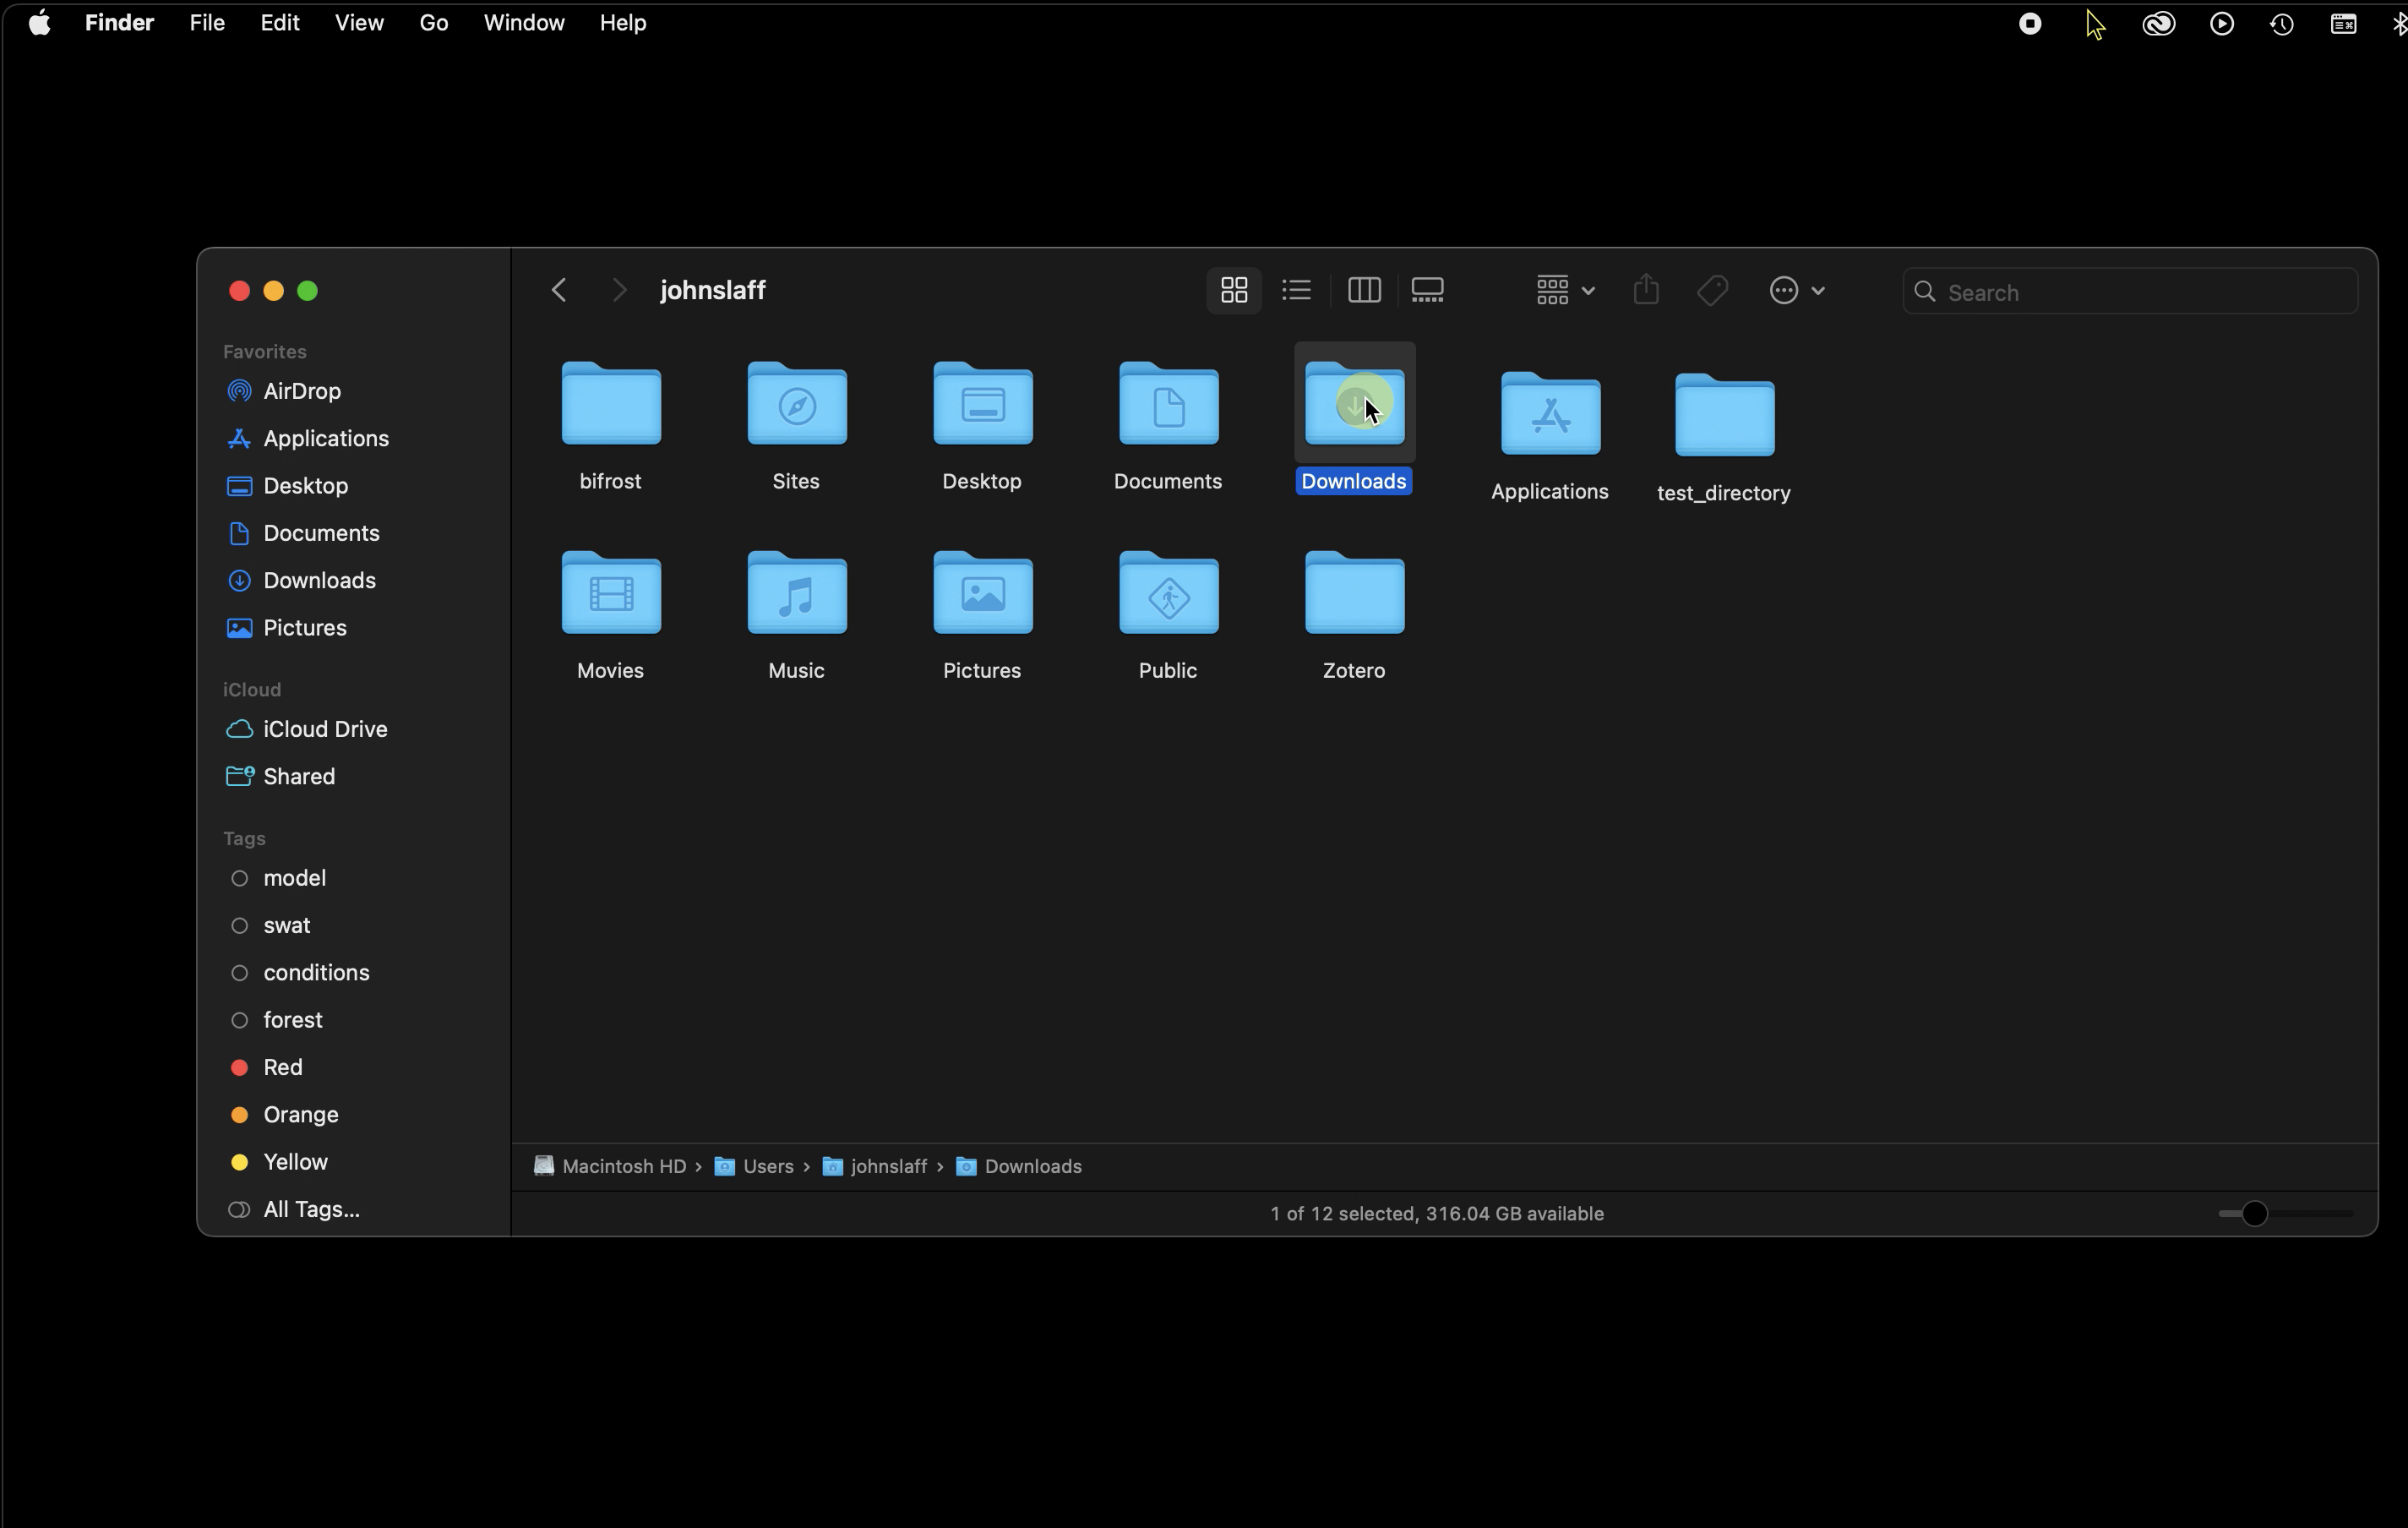 Finder File Edit View Go Window Help
johnslaff
Search
Favorites
AirDrop
Applications
Desktop
Documents
Downloads
Pictures
iCloud
iCloud Drive
Shared
Tags
model
swat
conditions
forest
Red
Orange
Yellow
All Tags...
bifrost Sites Desktop Documents Downloads Applications test_directory
Movies Music Pictures Public Zotero
Macintosh HD › Users › johnslaff › Downloads
1 of 12 selected, 316.04 GB available